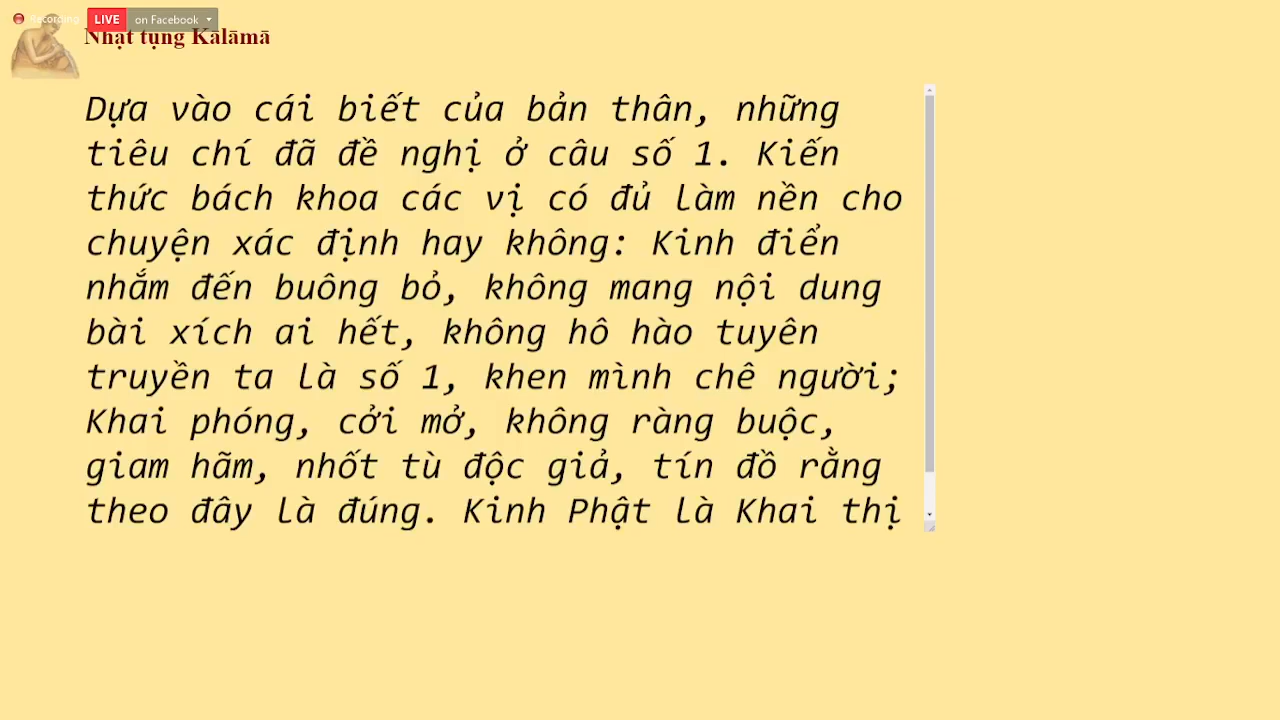 Recording
LIVE on Facebook
Nhật tụng Kālāmā
Dựa vào cái biết của bản thân, những
tiêu chí đã đề nghị ở câu số 1. Kiến
thức bách khoa các vị có đủ làm nền cho
chuyện xác định hay không: Kinh điển
nhắm đến buông bỏ, không mang nội dung
bài xích ai hết, không hô hào tuyên
truyền ta là số 1, khen mình chê người;
Khai phóng, cởi mở, không ràng buộc,
giam hãm, nhốt tù độc giả, tín đồ rằng
theo đây là đúng. Kinh Phật là Khai thị